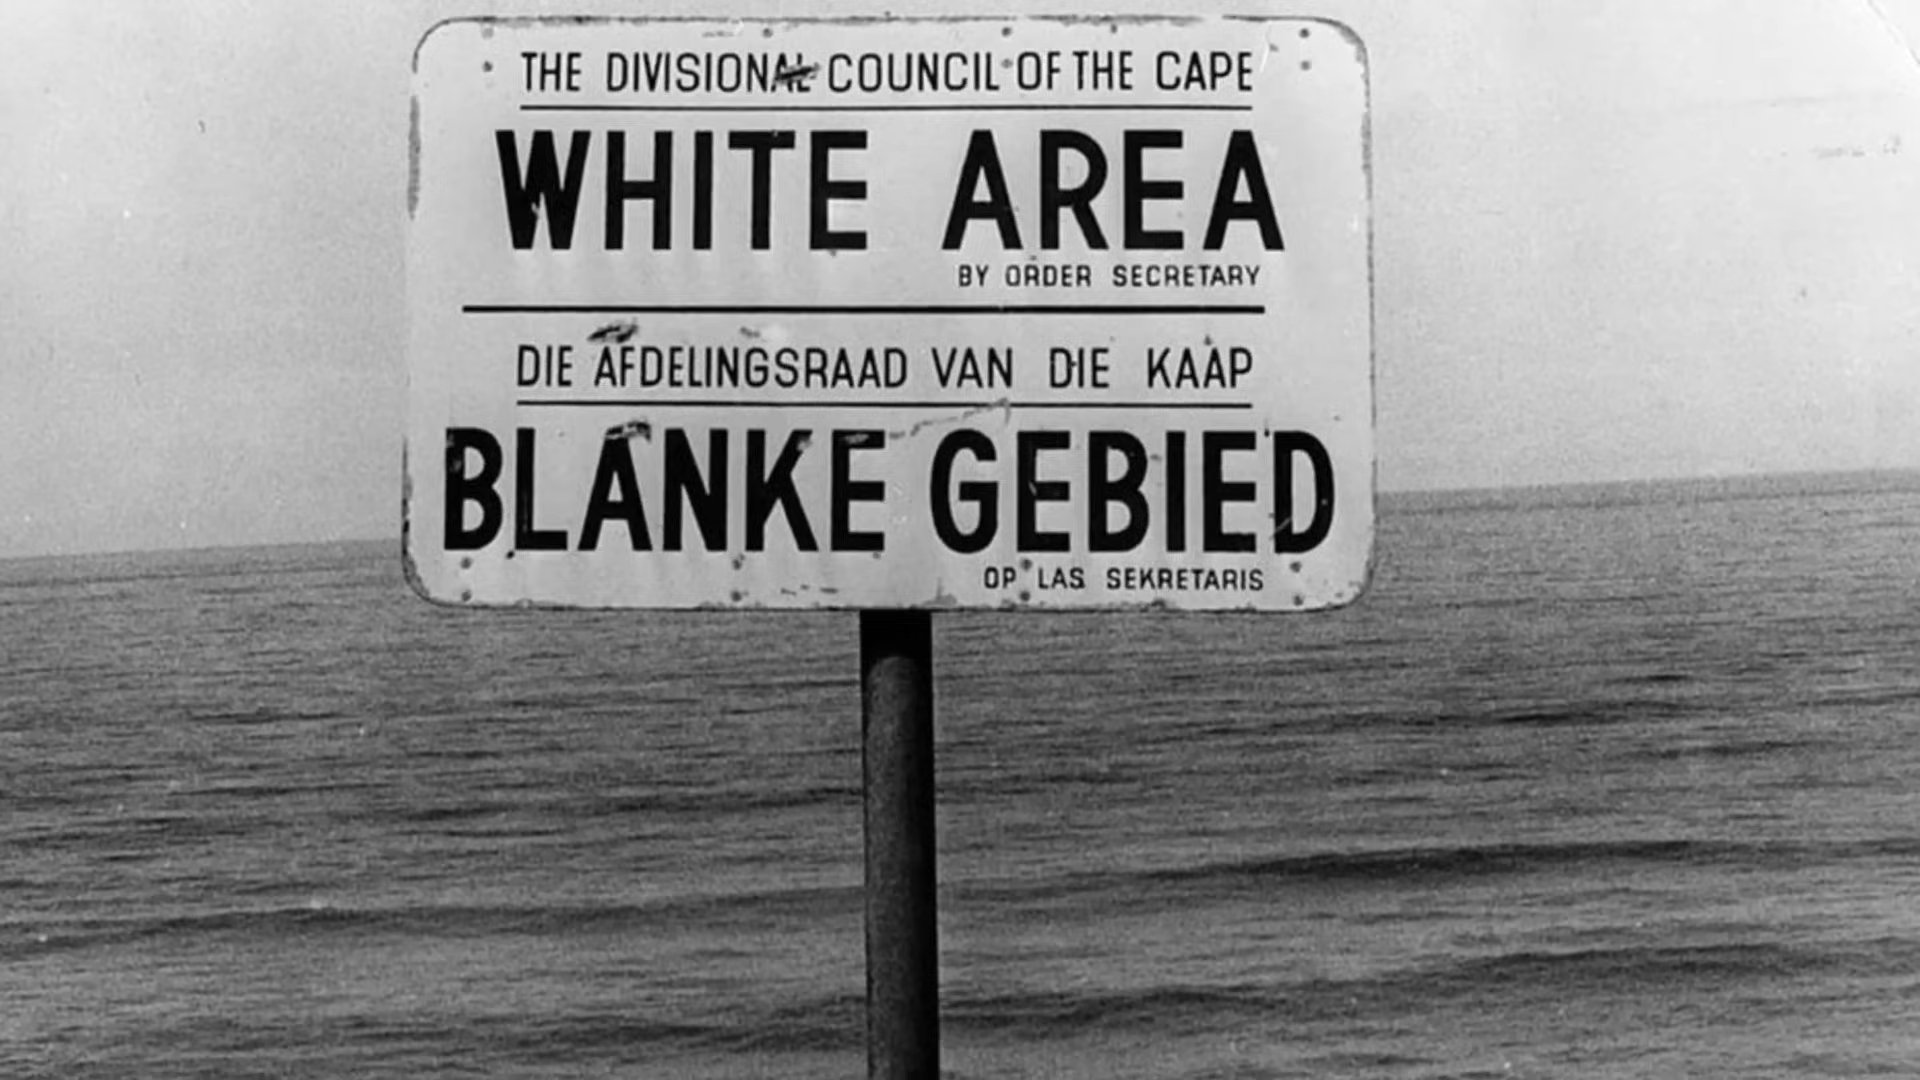 THE DIVISIONAL COUNCIL OF THE CAPE
WHITE AREA
BY ORDER SECRETARY
DIE AFDELINGSRAAD VAN DIE KAAP
BLANKE GEBIED
OP LAS SEKRETARIS